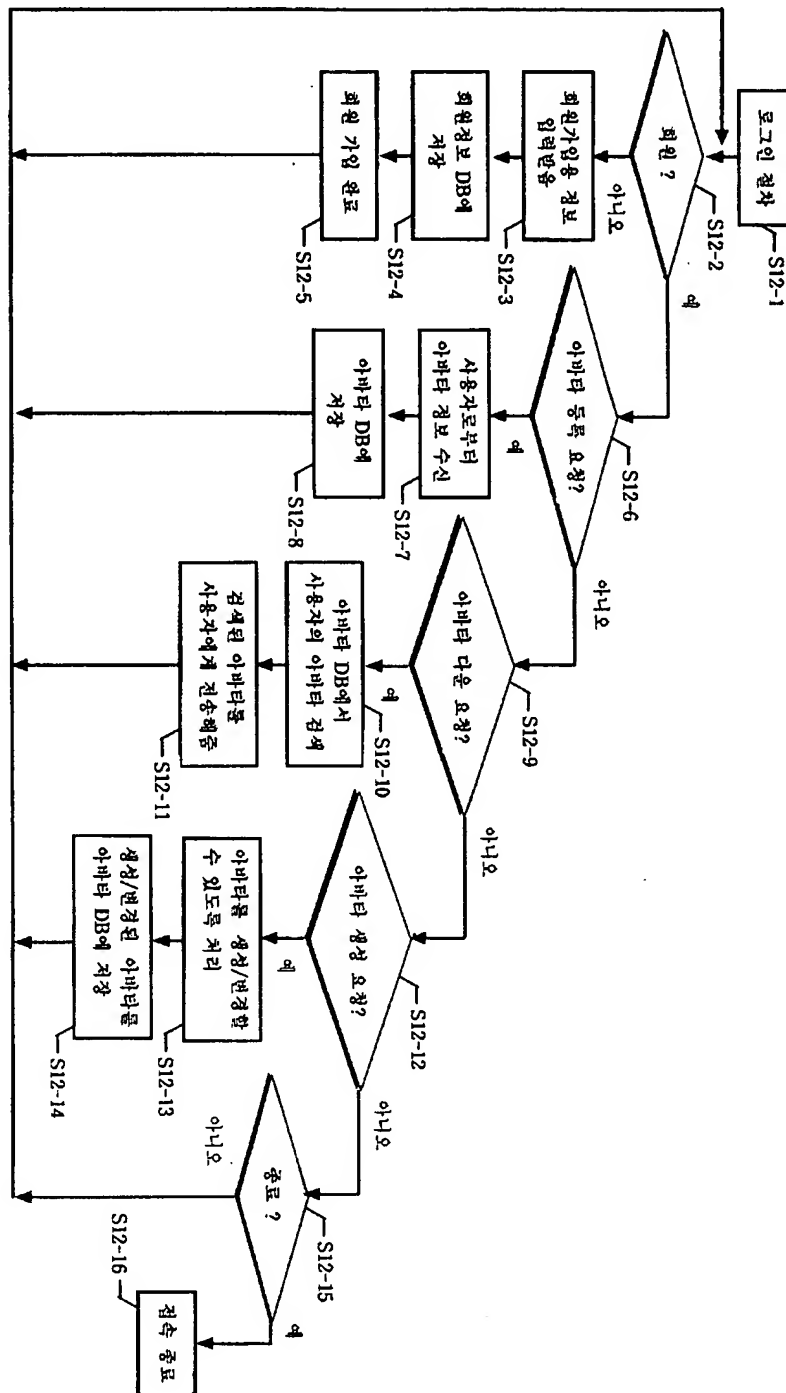 로그인 절차
S12-1
회원 ?
S12-2
아니오
예
회원가입용 정보
입력받음
S12-3
회원정보 DB에
저장
S12-4
회원 가입 완료
S12-5
아바타 등록 요청?
S12-6
예
아니오
사용자로부터
아바타 정보 수신
S12-7
아바타 DB에
저장
S12-8
아바타 다운 요청?
S12-9
예
아니오
아바타 DB에서
사용자의 아바타 검색
S12-10
검색된 아바타를
사용자에게 전송해줌
S12-11
아바타 생성 요청?
S12-12
예
아니오
아바타를 생성/변경할
수 있도록 처리
S12-13
생성/변경된 아바타를
아바타 DB에 저장
S12-14
종료 ?
S12-15
아니오
예
접속 종료
S12-16